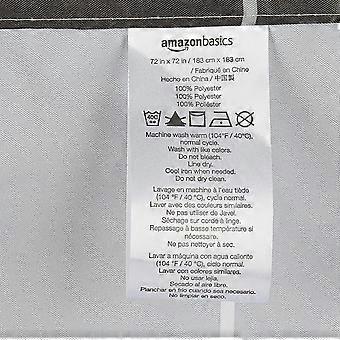 amazonbasics
72 in x 72 in / 183 cm x 183 cm
/ Fabriqué en Chine
Hecho en China / 中国製
100% Polyester
100% Polyester
100% Poliéster
Machine wash warm (104°F / 40°C),
normal cycle.
Wash with like colors.
Do not bleach.
Line dry.
Cool iron when needed.
Do not dry clean.
Lavage en machine à l'eau tiède
(104 °F / 40 °C), cycle normal.
Laver avec des couleurs similaires.
Ne pas utiliser de Javel.
Séchage sur corde à linge.
Repassage à basse température si
nécessaire.
Ne pas nettoyer à sec.
Lavar a máquina con agua caliente
(104 °F / 40 °C), ciclo normal.
Lavar con colores similares.
No usar lejía.
Secado al aire libre.
Planchar en frío cuando sea necesario.
No limpiar en seco.